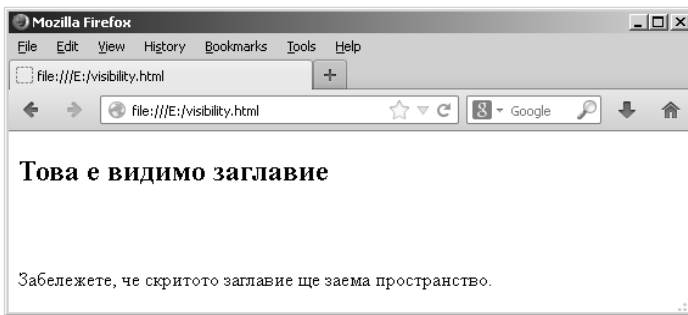 Mozilla Firefox
File Edit View History Bookmarks Tools Help
file:///E:/visibility.html
file:///E:/visibility.html Google
Това е видимо заглавие
Забележете, че скритото заглавие ще заема пространство.